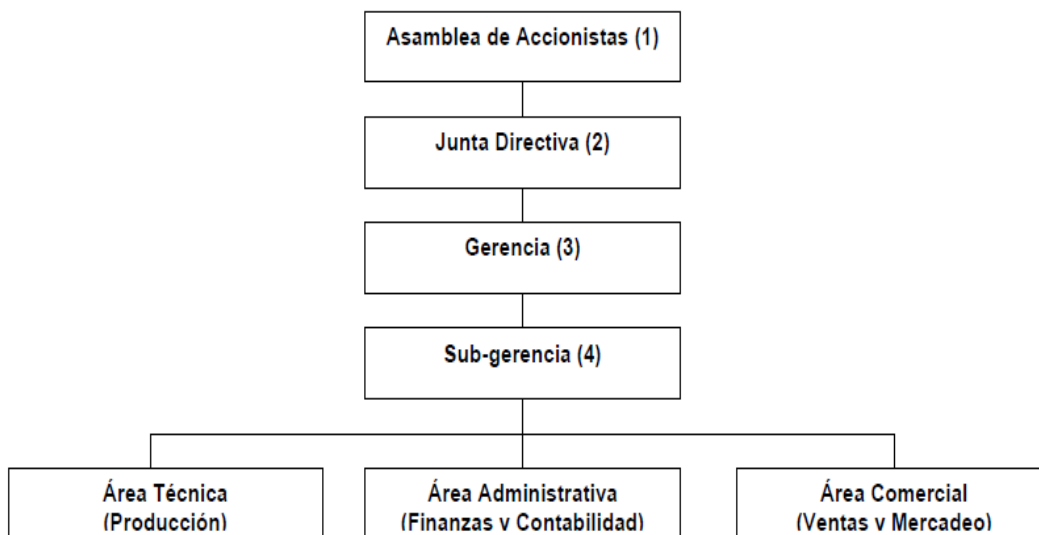 Asamblea de Accionistas (1)
Junta Directiva (2)
Gerencia (3)
Sub-gerencia (4)
Área Técnica
(Producción)
Área Administrativa
(Finanzas y Contabilidad)
Área Comercial
(Ventas y Mercadeo)